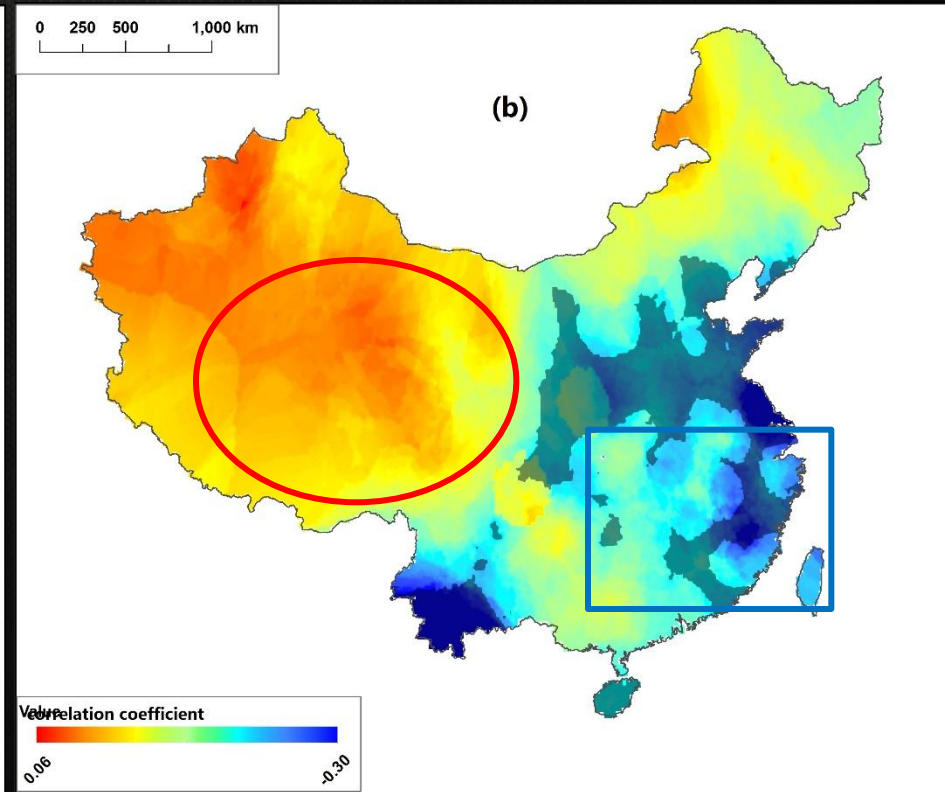 0 250 500 1,000 km
(b)
Value
correlation coefficient
0.06 -0.30